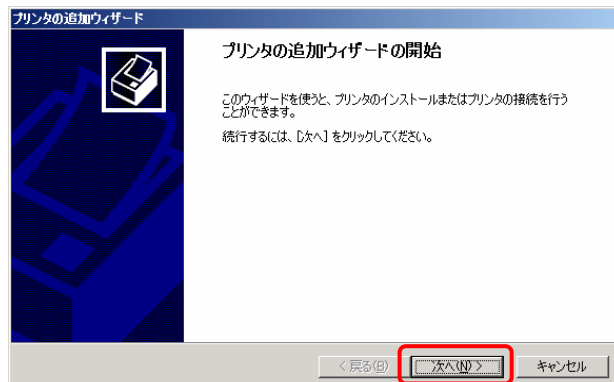 プリンタの追加ウィザード
プリンタの追加ウィザードの開始
このウィザードを使うと、プリンタのインストールまたはプリンタの接続を行う
ことができます。
続行するには、[次へ] をクリックしてください。
< 戻る(B)
次へ(N) >
キャンセル